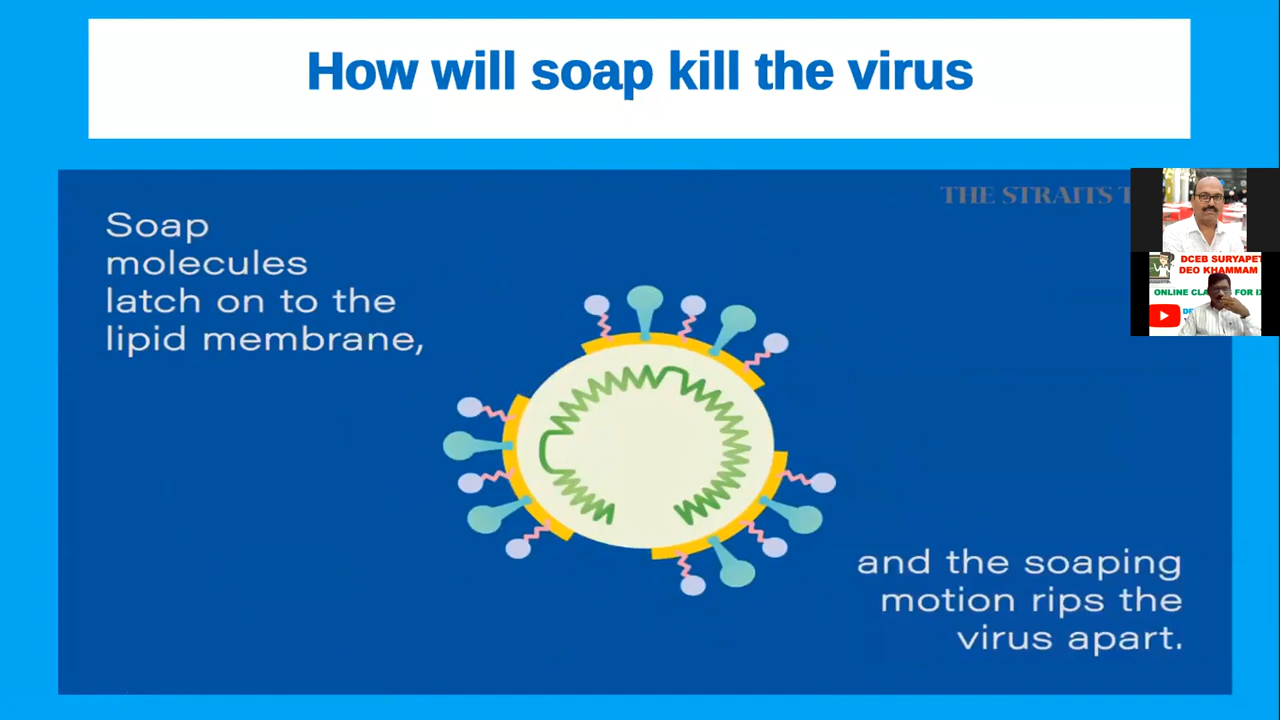 How will soap kill the virus
THE STRAITS
Soap
molecules
latch on to the
lipid membrane,
and the soaping
motion rips the
virus apart.
DCEB SURYAPET
DEO KHAMMAM
ONLINE FOR